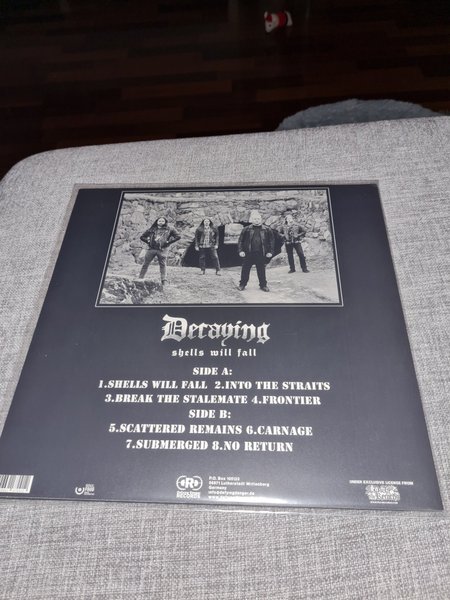 Decaying
shells will fall
SIDE A:
1.SHELLS WILL FALL 2.INTO THE STRAITS
3.BREAK THE STALEMATE 4.FRONTIER
SIDE B:
5.SCATTERED REMAINS 6.CARNAGE
7.SUBMERGED 8.NO RETURN
RECORDS
Germany
UNDER EXCLUSIVE LICENSE FROM